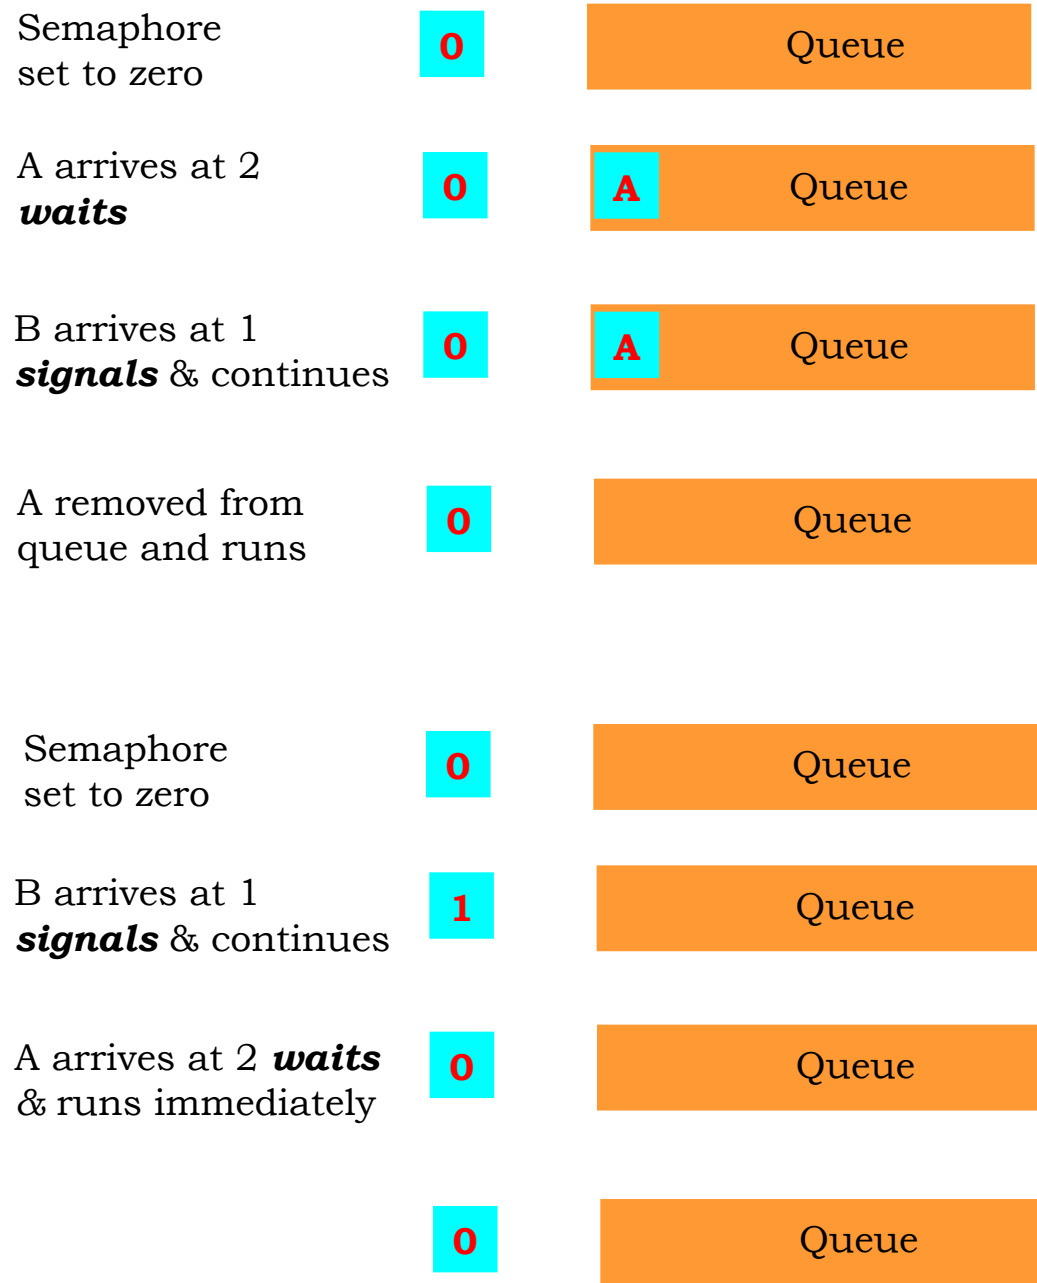 Semaphore
set to zero
0
Queue
A arrives at 2
waits
0
A
Queue
B arrives at 1
signals & continues
0
A
Queue
A removed from
queue and runs
0
Queue
Semaphore
set to zero
0
Queue
B arrives at 1
signals & continues
1
Queue
A arrives at 2 waits
& runs immediately
0
Queue
0
Queue